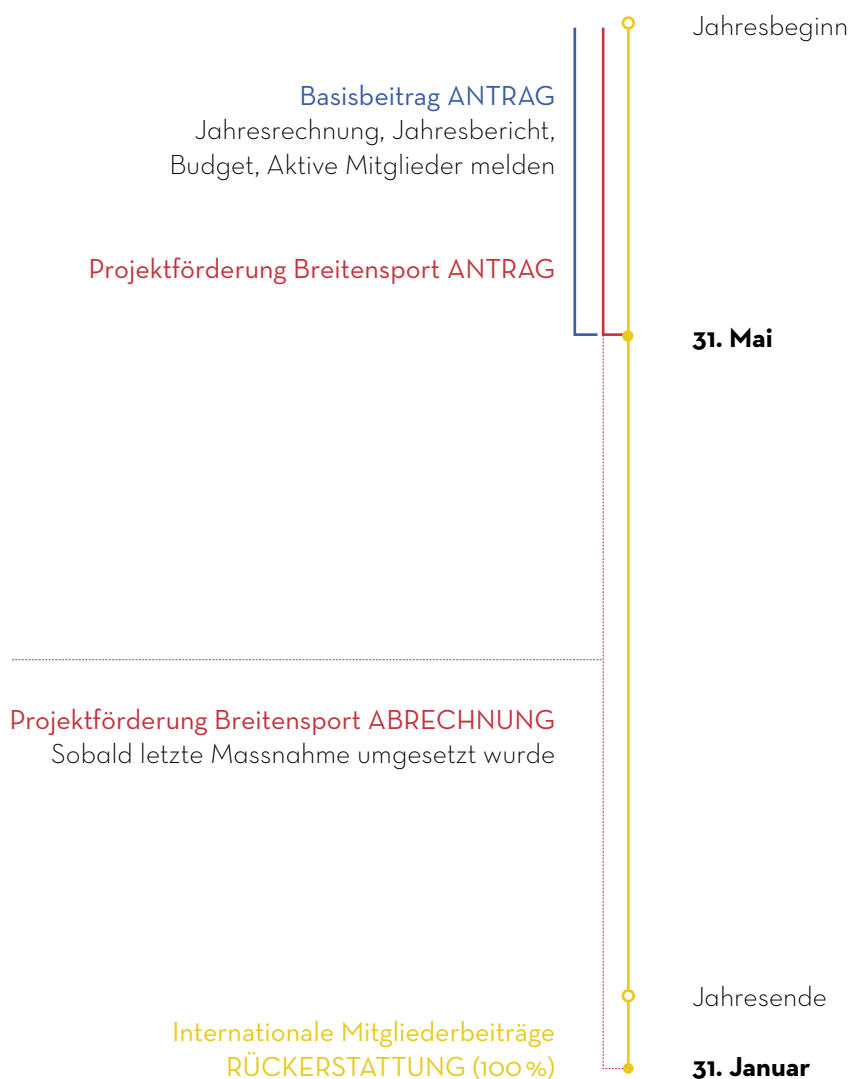 Jahresbeginn
Basisbeitrag ANTRAG
Jahresrechnung, Jahresbericht,
Budget, Aktive Mitglieder melden
Projektförderung Breitensport ANTRAG
31. Mai
Projektförderung Breitensport ABRECHNUNG
Sobald letzte Massnahme umgesetzt wurde
Jahresende
Internationale Mitgliederbeiträge
RÜCKERSTATTUNG (100 %)
31. Januar